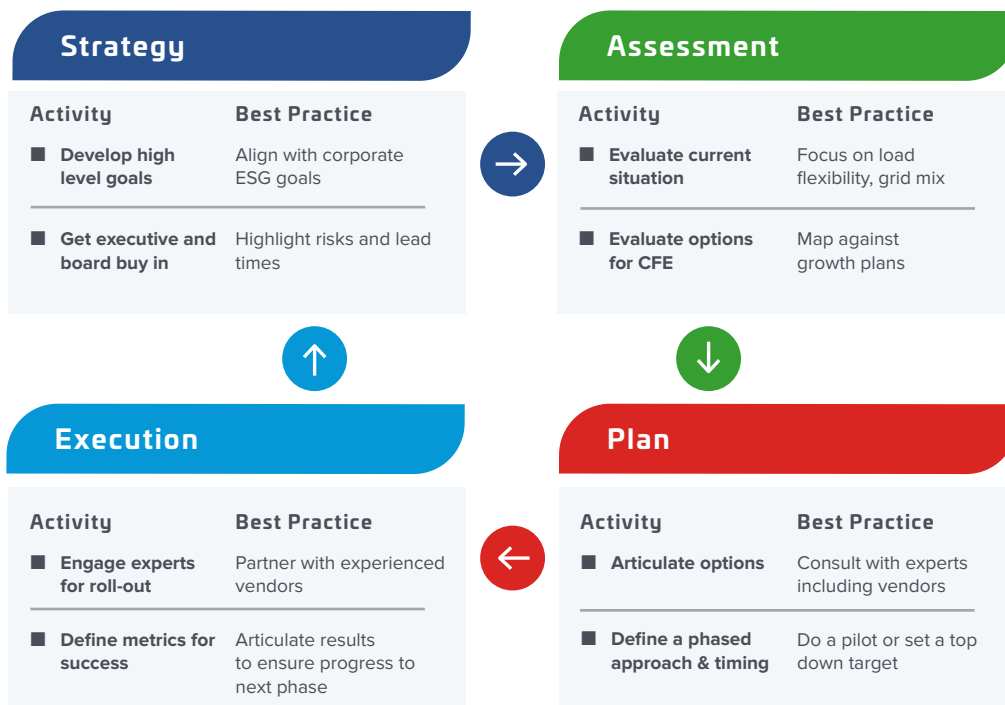 Strategy
Activity
Best Practice
Develop high
level goals
Align with corporate
ESG goals
Get executive and
board buy in
Highlight risks and lead
times
Assessment
Activity
Best Practice
Evaluate current
situation
Focus on load
flexibility, grid mix
Evaluate options
for CFE
Map against
growth plans
Execution
Activity
Best Practice
Engage experts
for roll-out
Partner with experienced
vendors
Define metrics for
success
Articulate results
to ensure progress to
next phase
Plan
Activity
Best Practice
Articulate options
Consult with experts
including vendors
Define a phased
approach & timing
Do a pilot or set a top
down target